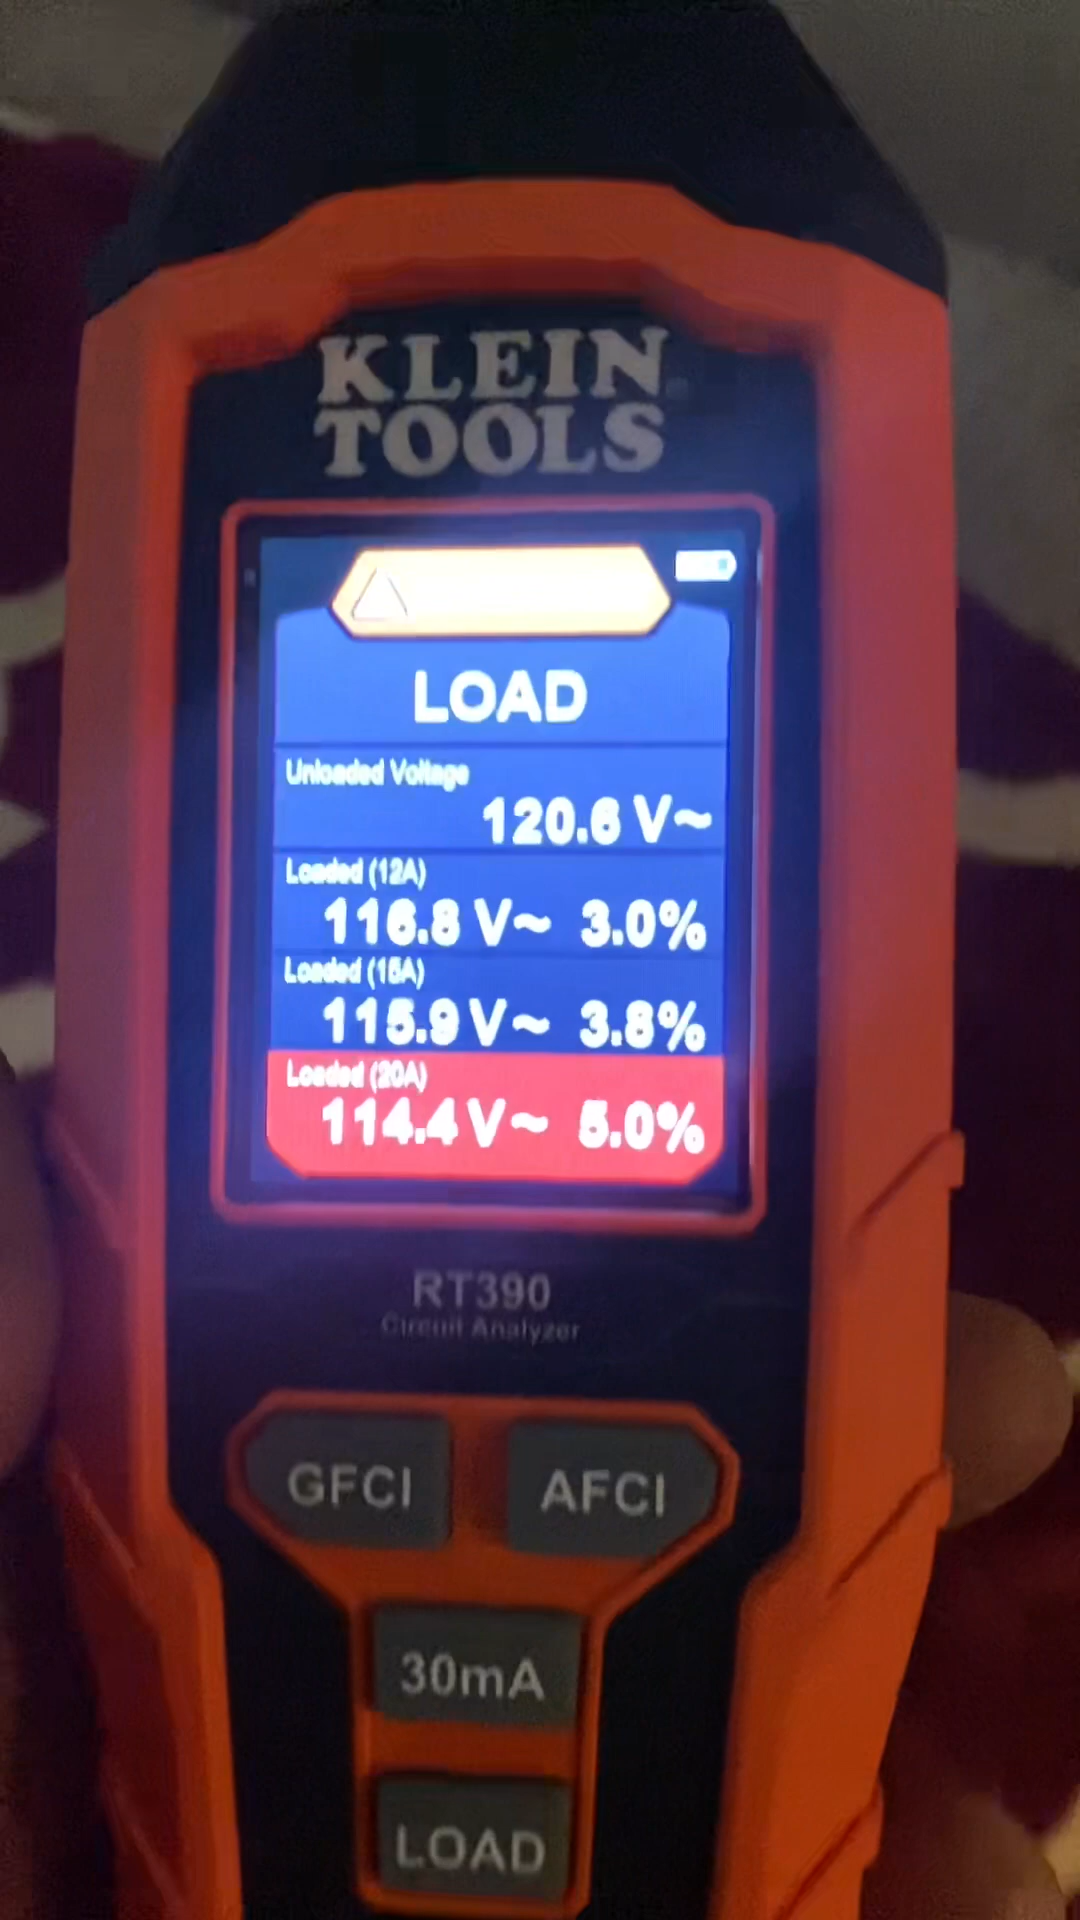 KLEIN
TOOLS
LOAD
Unloaded Voltage
120.6 V~
Loaded (12A)
116.8 V~ 3.0%
Loaded (15A)
115.9 V~ 3.8%
Loaded (20A)
114.4 V~ 5.0%
RT390
Circuit Analyzer
GFCI AFCI
30mA
LOAD